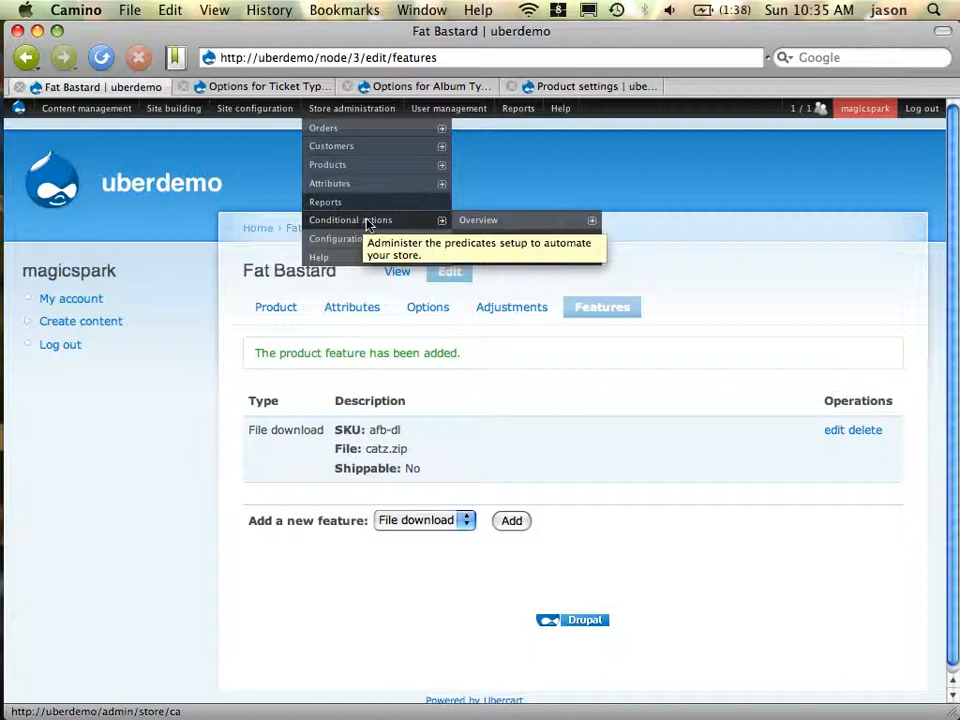 Camino File Edit View History Bookmarks Window Help 8 (1:38) Sun 10:35 AM jason
Fat Bastard | uberdemo
http://uberdemo/node/3/edit/features
Google
Fat Bastard | uberdemo
Options for Ticket Typ...
Options for Album Ty...
Product settings | ube...
Content management Site building Site configuration Store administration User management Reports Help 1 / 1 magicspark Log out
Orders
Customers
Products
Attributes
Reports
Conditional actions
Overview
Administer the predicates setup to automate
your store.
Help
uberdemo
Home › Fat
magicspark
My account
Create content
Log out
Fat Bastard View Edit
Product Attributes Options Adjustments Features
The product feature has been added.
Type Description Operations
File download SKU: afb-dl edit delete
File: catz.zip
Shippable: No
Add a new feature: File download Add
Drupal
Powered by Ubercart
http://uberdemo/admin/store/ca